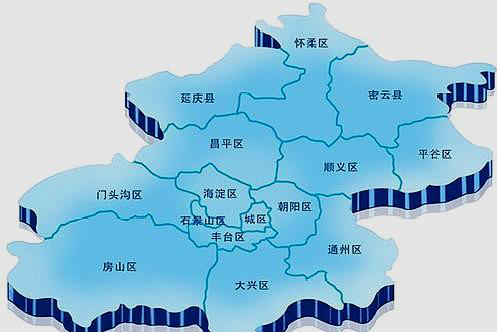 怀柔区
延庆县
密云县
昌平区
平谷区
顺义区
门头沟区
海淀区
朝阳区
石景山区
城区
丰台区
通州区
房山区
大兴区